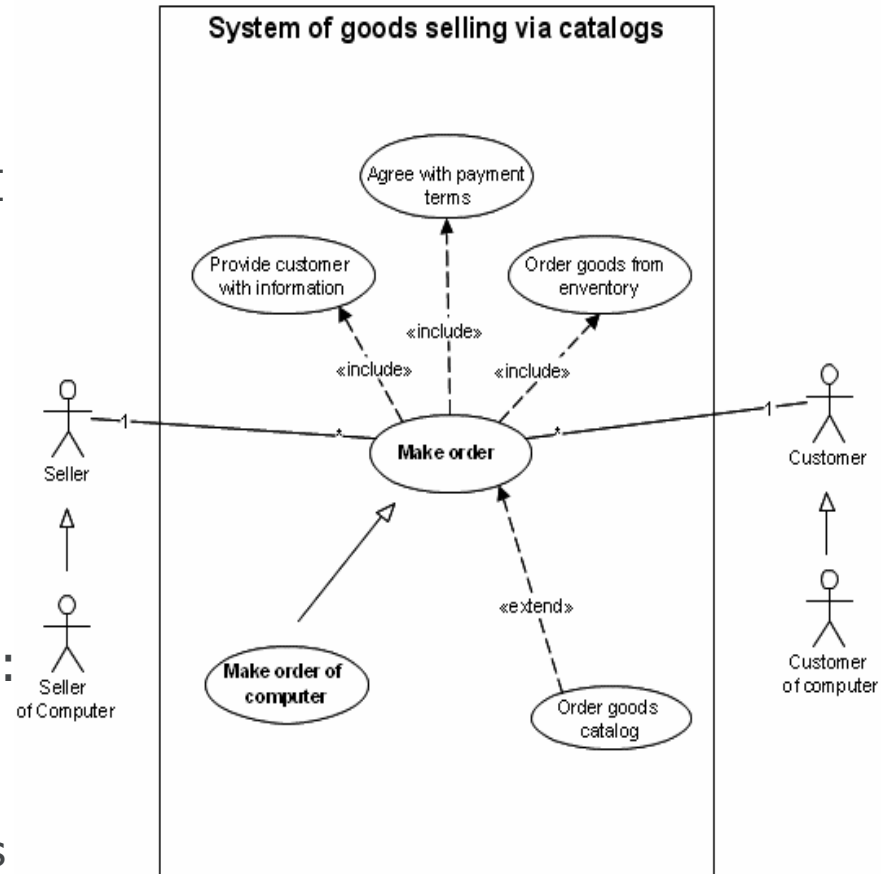 System of goods selling via catalogs
Agree with payment
terms
Provide customer
with information
Order goods from
enventory
«include»
«include»
«include»
1
*
Make order
*
1
Seller
Customer
«extend»
Make order of
computer
Order goods
catalog
:
Seller
of Computer
Customer
of computer
s